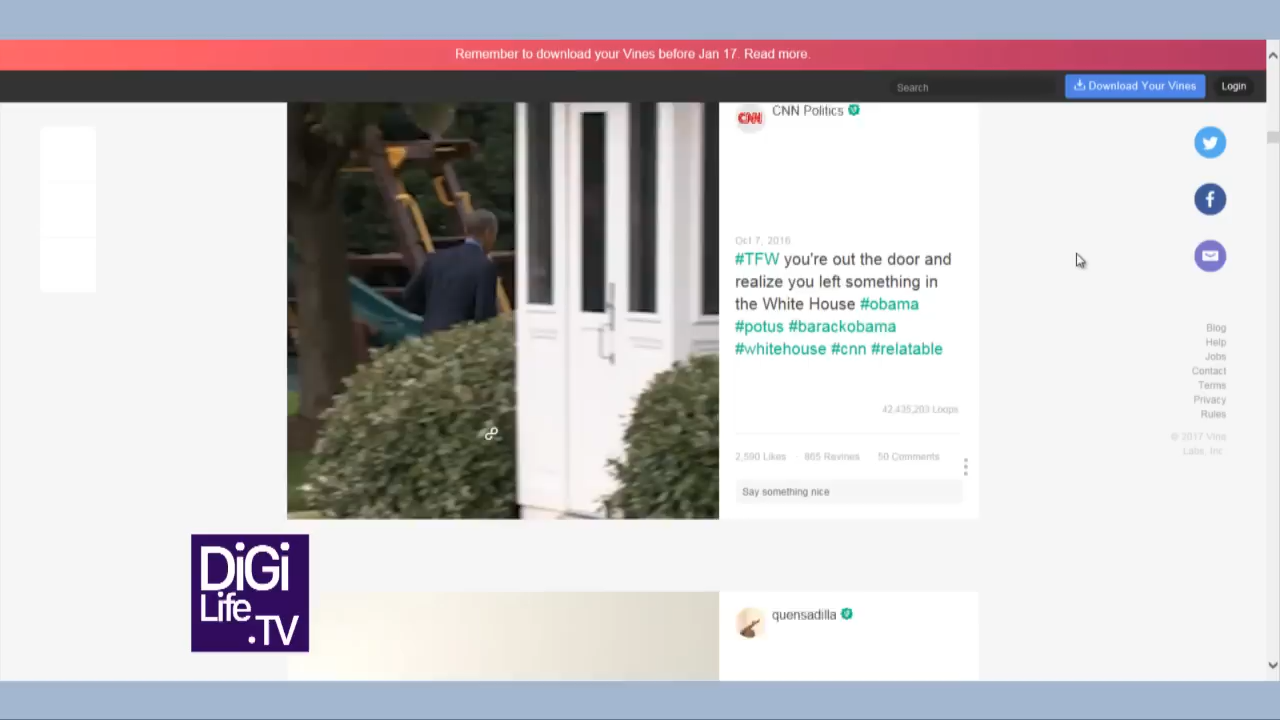 Remember to download your Vines before Jan 17. Read more.
Search
Download Your Vines
Login
CNN
CNN Politics
Oct 7, 2016
#TFW you're out the door and
realize you left something in
the White House #obama
#potus #barackobama
#whitehouse #cnn #relatable
42,435,203 Loops
2,590 Likes · 865 Revines 50 Comments
Say something nice
Blog
Help
Jobs
Contact
Terms
Privacy
Rules
© 2017 Vine
Labs, Inc
DiGi
Life
.TV
quensadilla